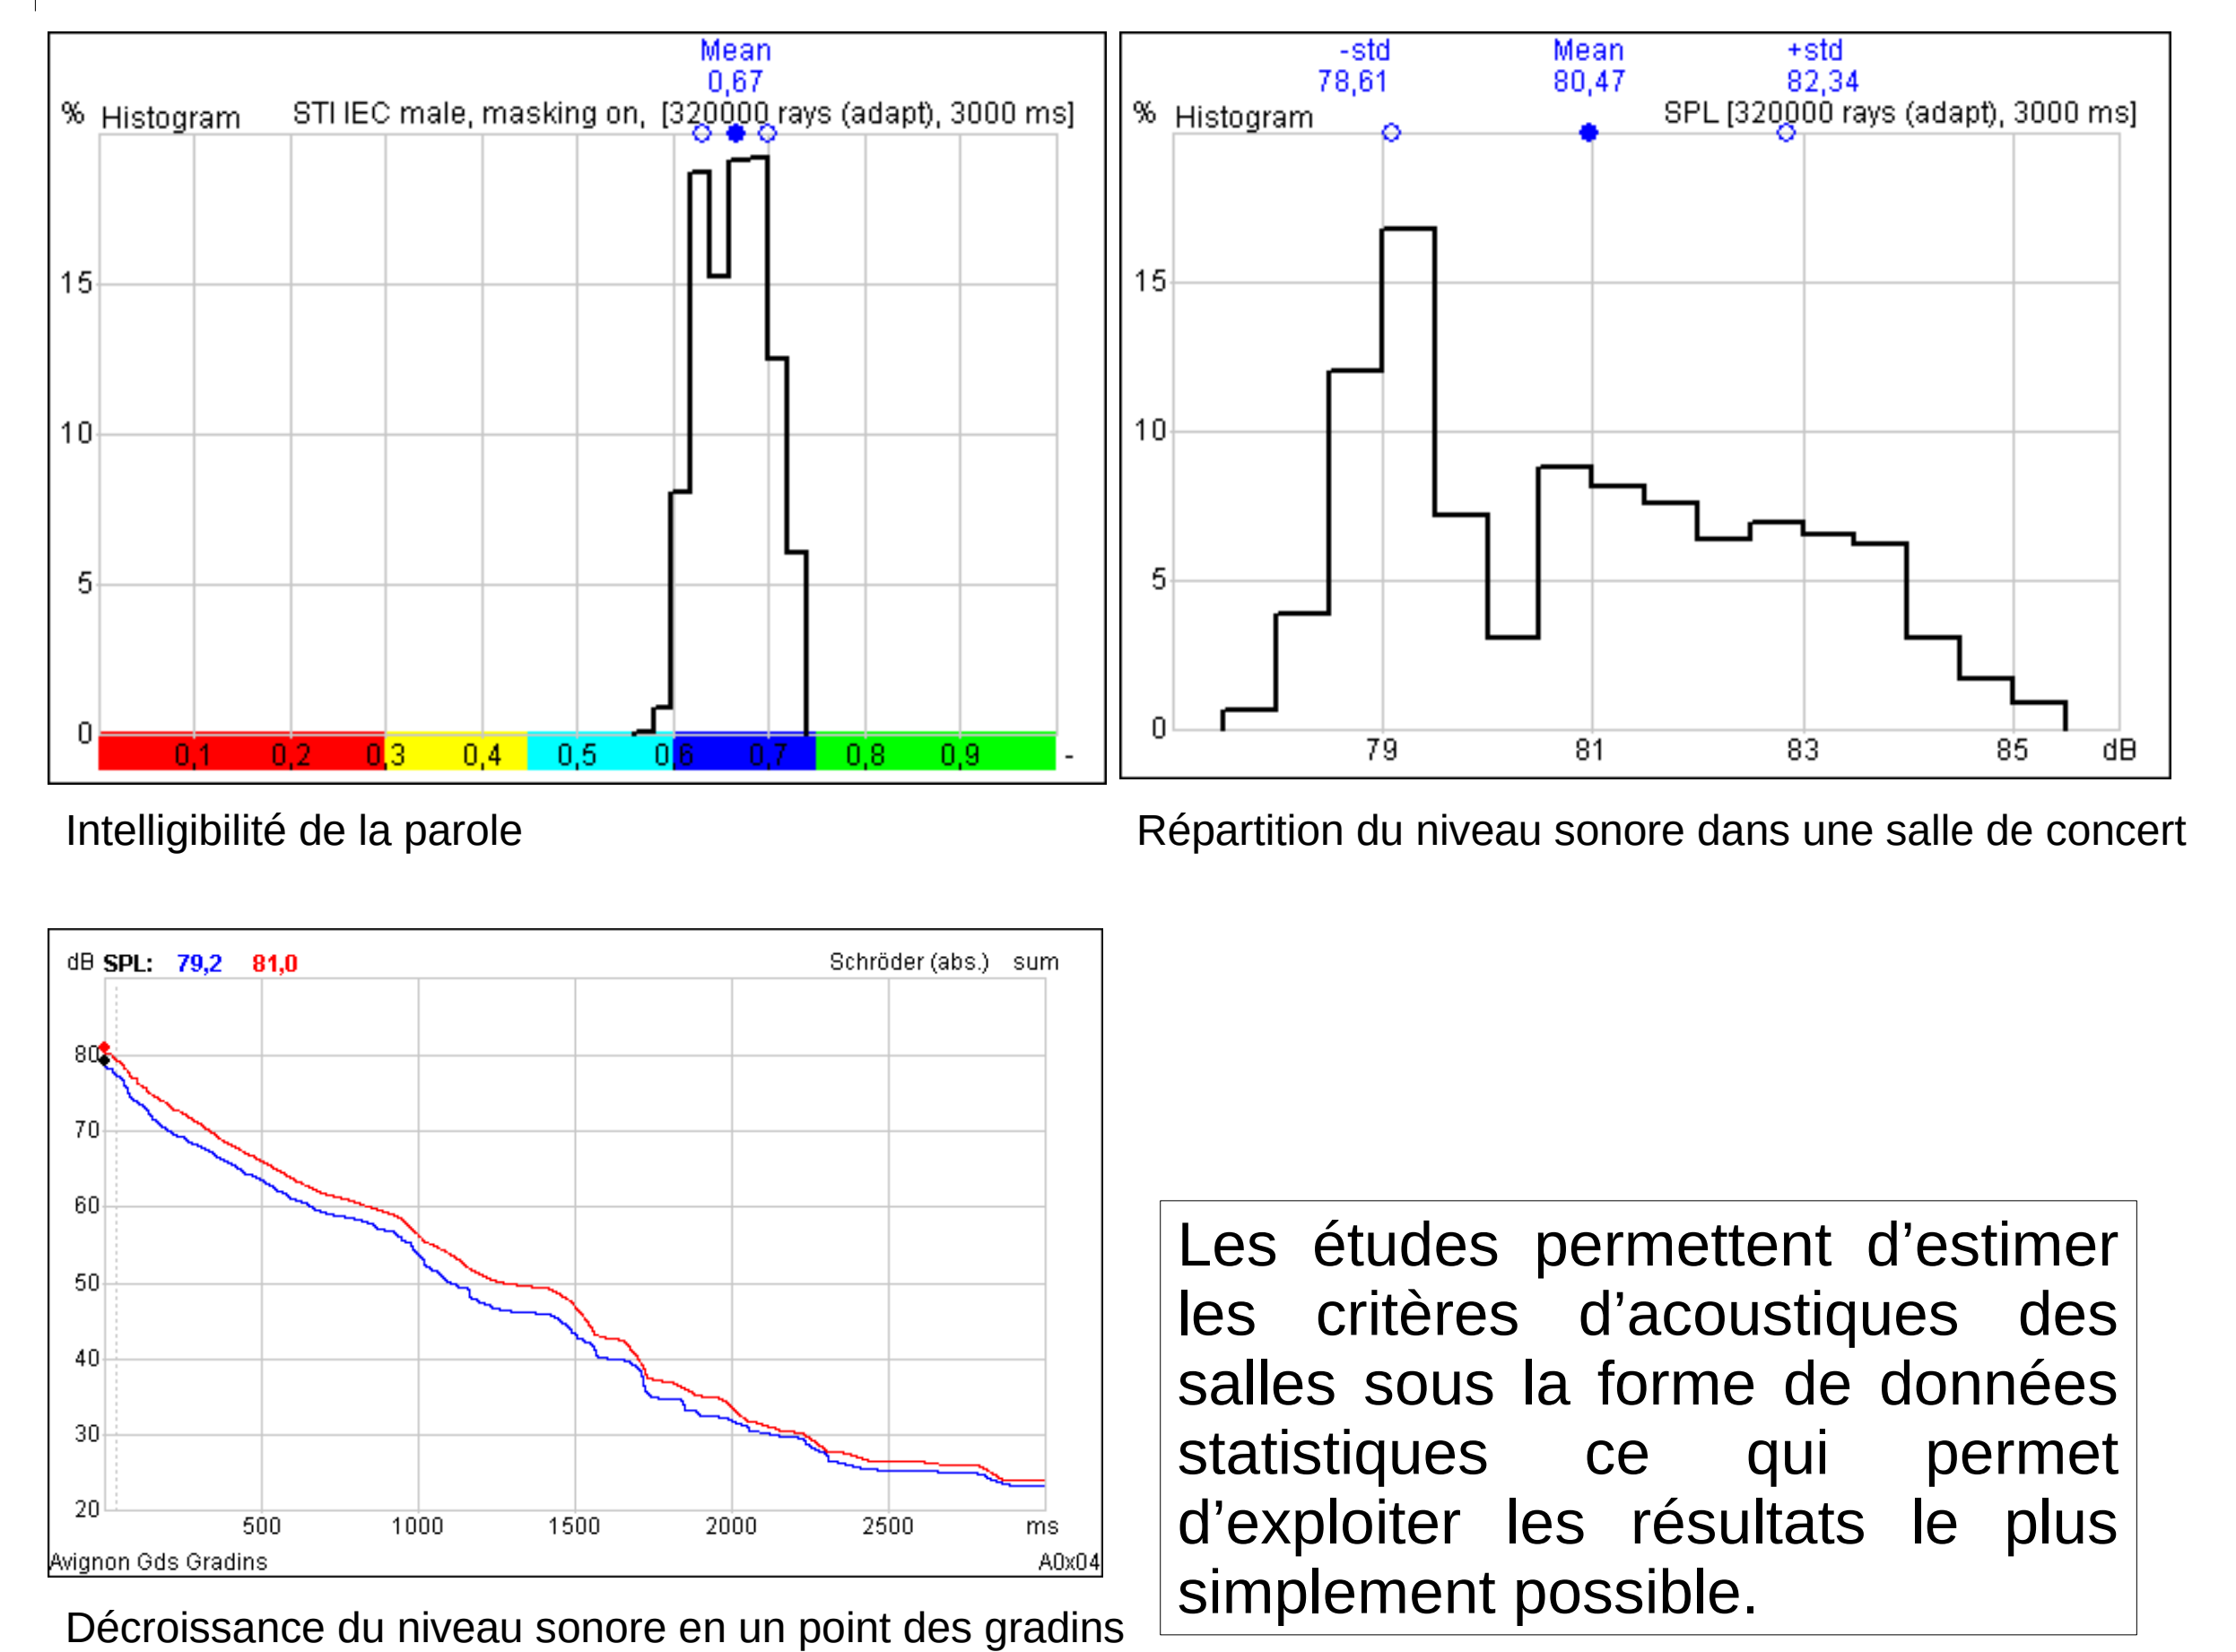 Mean
0,67
% Histogram STI IEC male, masking on, [320000 rays (adapt), 3000 ms]
15
10
5
0
0,1 0,2 0,3 0,4 0,5 0,6 0,7 0,8 0,9 -
Intelligibilité de la parole
-std Mean +std
78,61 80,47 82,34
% Histogram SPL [320000 rays (adapt), 3000 ms]
15
10
5
0
79 81 83 85 dB
Répartition du niveau sonore dans une salle de concert
dB SPL: 79,2 81,0 Schröder (abs.) sum
80
70
60
50
40
30
20
500 1000 1500 2000 2500 ms
Avignon Gds Gradins A0x04
Décroissance du niveau sonore en un point des gradins
Les études permettent d’estimer
les critères d’acoustiques des
salles sous la forme de données
statistiques ce qui permet
d’exploiter les résultats le plus
simplement possible.